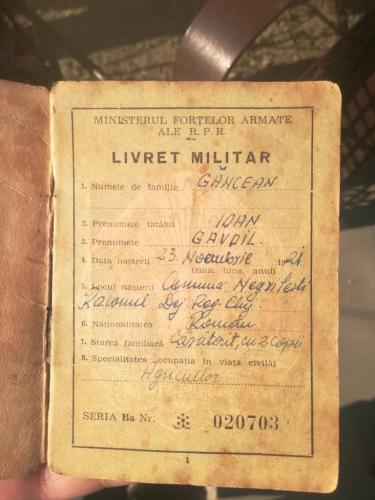 MINISTERUL FORȚELOR ARMATE
ALE R. P. R.
LIVRET MILITAR
1. Numele de familie GĂNCEAN
2. Prenumele tatălui IOAN
3. Prenumele GAVRIL
4. Data nașterii 23. Noembrie 1921
(ziua, luna, anul)
5. Locul nașterii Comuna Negrilești
Raionul Dej Reg. Cluj
6. Naționalitatea Român
7. Starea familiară Căsătorit, cu 2 copii
8. Specialitatea (ocupația în viața civilă)
Agricultor
SERIA Ba Nr. 020703
1